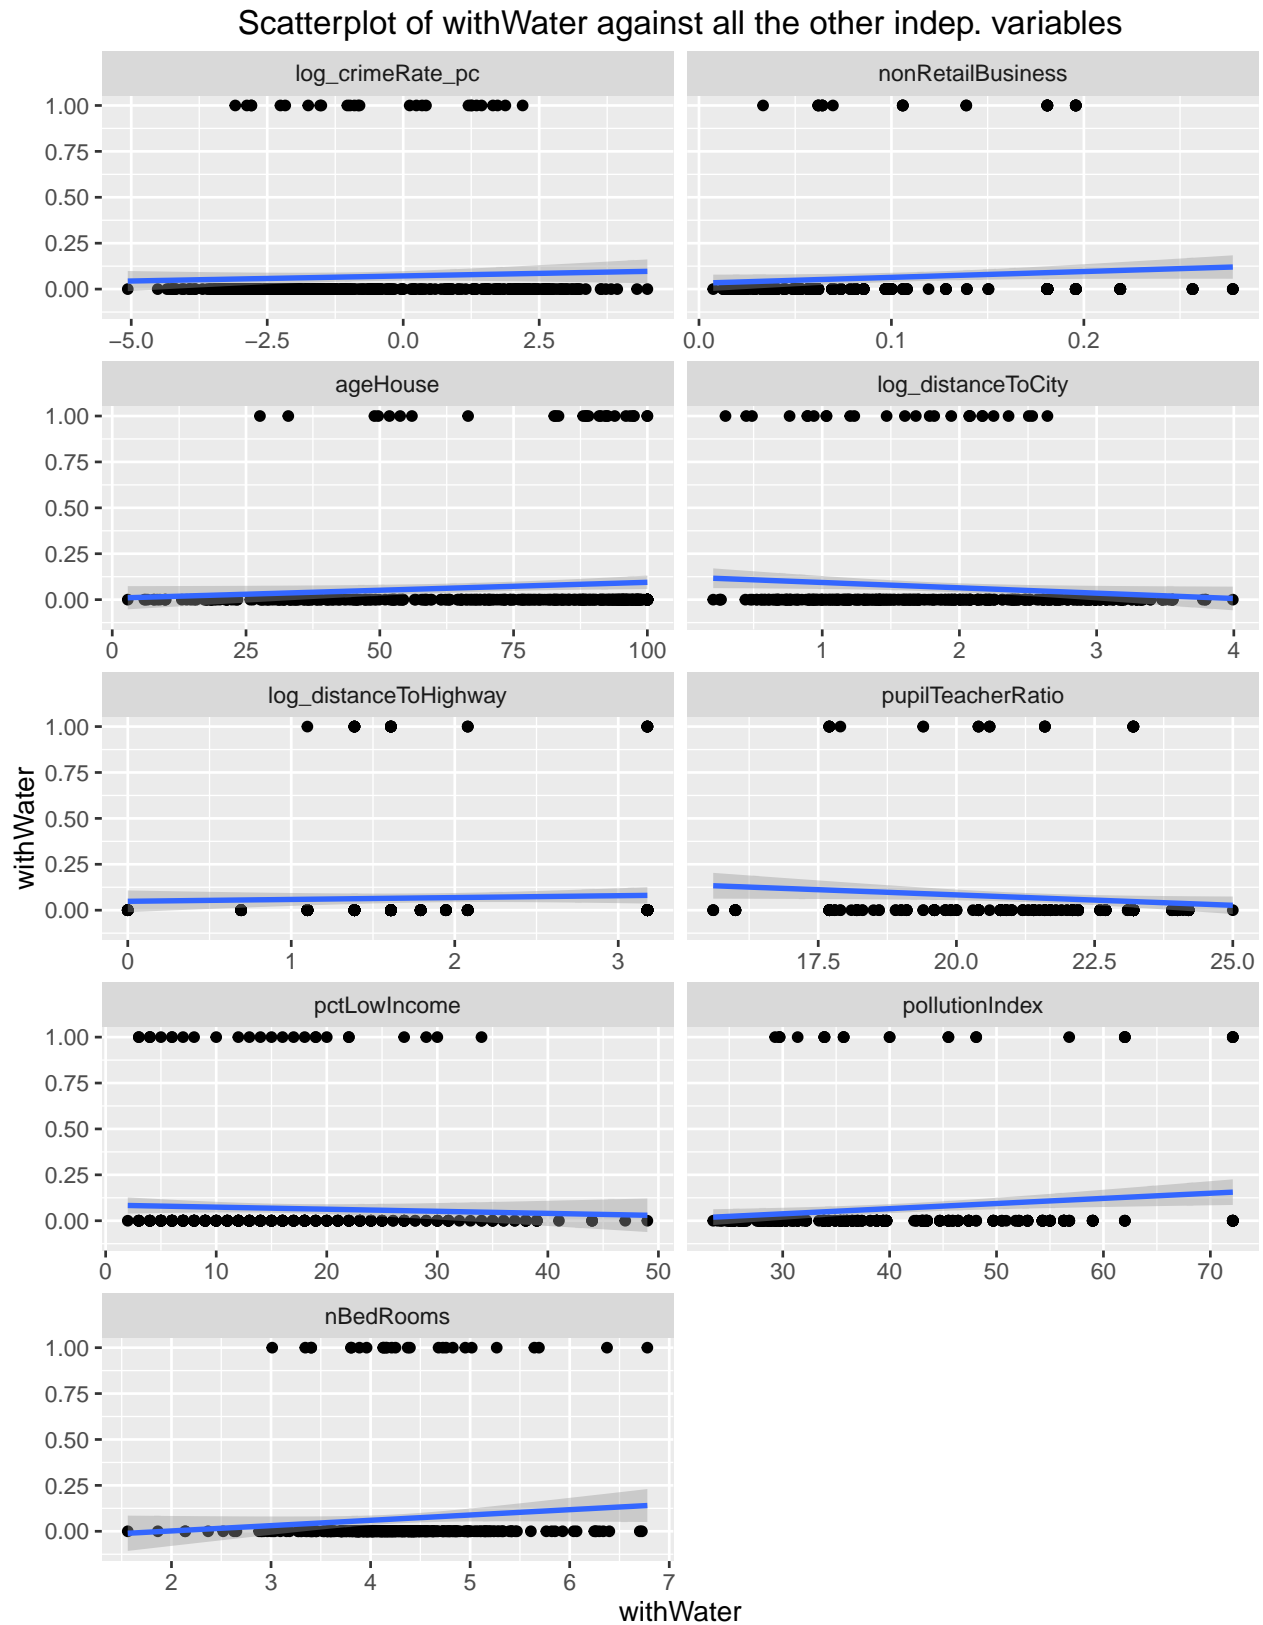 Scatterplot of withWater against all the other indep. variables
log_crimeRate_pc
nonRetailBusiness
1.00
0.75
0.50
0.25
0.00
−5.0 −2.5 0.0 2.5
0.0 0.1 0.2
ageHouse
log_distanceToCity
1.00
0.75
0.50
0.25
0.00
0 25 50 75 100
1 2 3 4
log_distanceToHighway
pupilTeacherRatio
1.00
0.75
0.50
0.25
0.00
0 1 2 3
17.5 20.0 22.5 25.0
withWater
pctLowIncome
pollutionIndex
1.00
0.75
0.50
0.25
0.00
0 10 20 30 40 50
30 40 50 60 70
nBedRooms
1.00
0.75
0.50
0.25
0.00
2 3 4 5 6 7
withWater